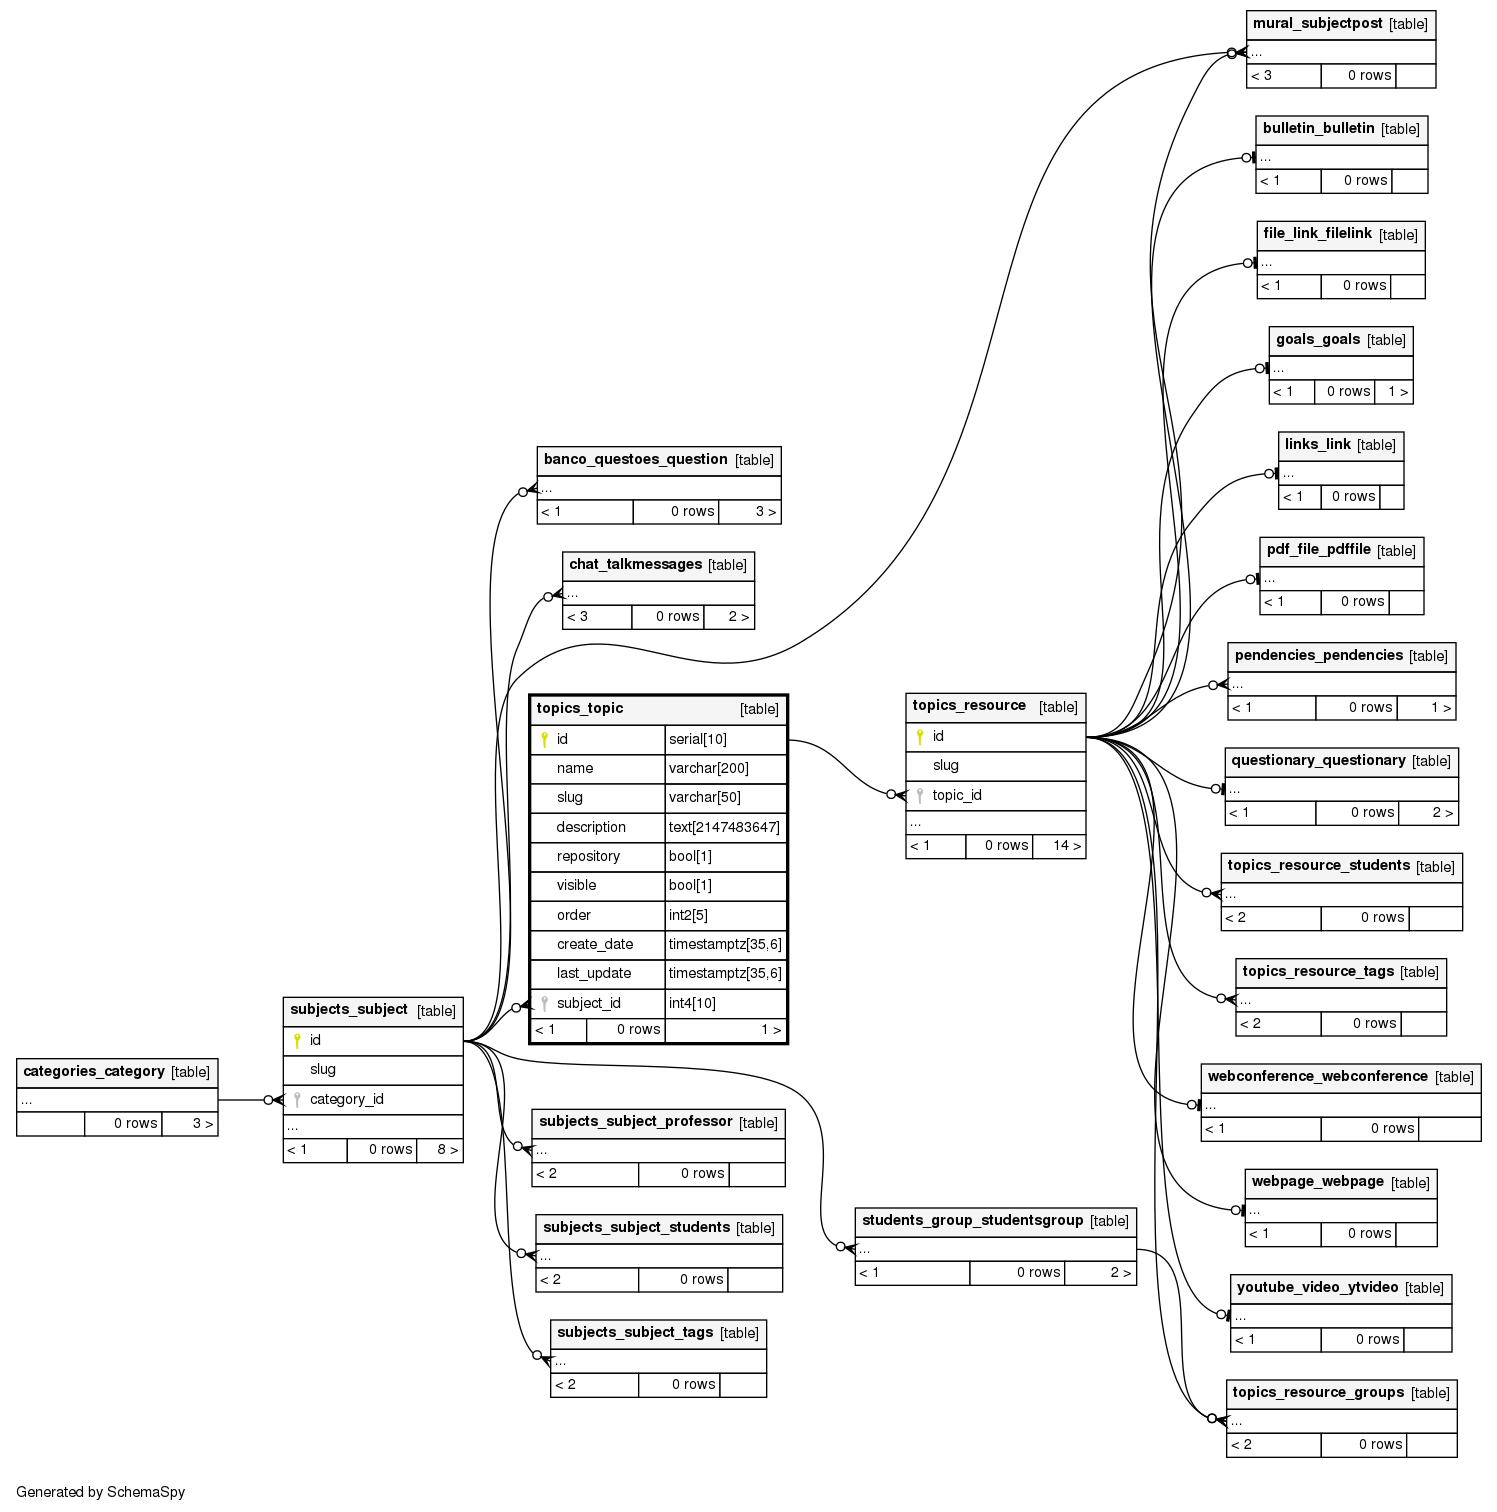 mural_subjectpost [table]
...
< 3 0 rows
bulletin_bulletin [table]
...
< 1 0 rows
file_link_filelink [table]
...
< 1 0 rows
goals_goals [table]
...
< 1 0 rows 1 >
links_link [table]
...
< 1 0 rows
banco_questoes_question [table]
...
< 1 0 rows 3 >
pdf_file_pdffile [table]
...
< 1 0 rows
chat_talkmessages [table]
...
< 3 0 rows 2 >
pendencies_pendencies [table]
...
< 1 0 rows 1 >
topics_topic [table]
id serial[10]
name varchar[200]
slug varchar[50]
description text[2147483647]
repository bool[1]
visible bool[1]
order int2[5]
create_date timestamptz[35,6]
last_update timestamptz[35,6]
subject_id int4[10]
< 1 0 rows 1 >
topics_resource [table]
id
slug
topic_id
...
< 1 0 rows 14 >
questionary_questionary [table]
...
< 1 0 rows 2 >
topics_resource_students [table]
...
< 2 0 rows
topics_resource_tags [table]
...
< 2 0 rows
subjects_subject [table]
id
slug
category_id
...
< 1 0 rows 8 >
categories_category [table]
...
0 rows 3 >
webconference_webconference [table]
...
< 1 0 rows
subjects_subject_professor [table]
...
< 2 0 rows
webpage_webpage [table]
...
< 1 0 rows
subjects_subject_students [table]
...
< 2 0 rows
students_group_studentsgroup [table]
...
< 1 0 rows 2 >
youtube_video_ytvideo [table]
...
< 1 0 rows
subjects_subject_tags [table]
...
< 2 0 rows
topics_resource_groups [table]
...
< 2 0 rows
Generated by SchemaSpy